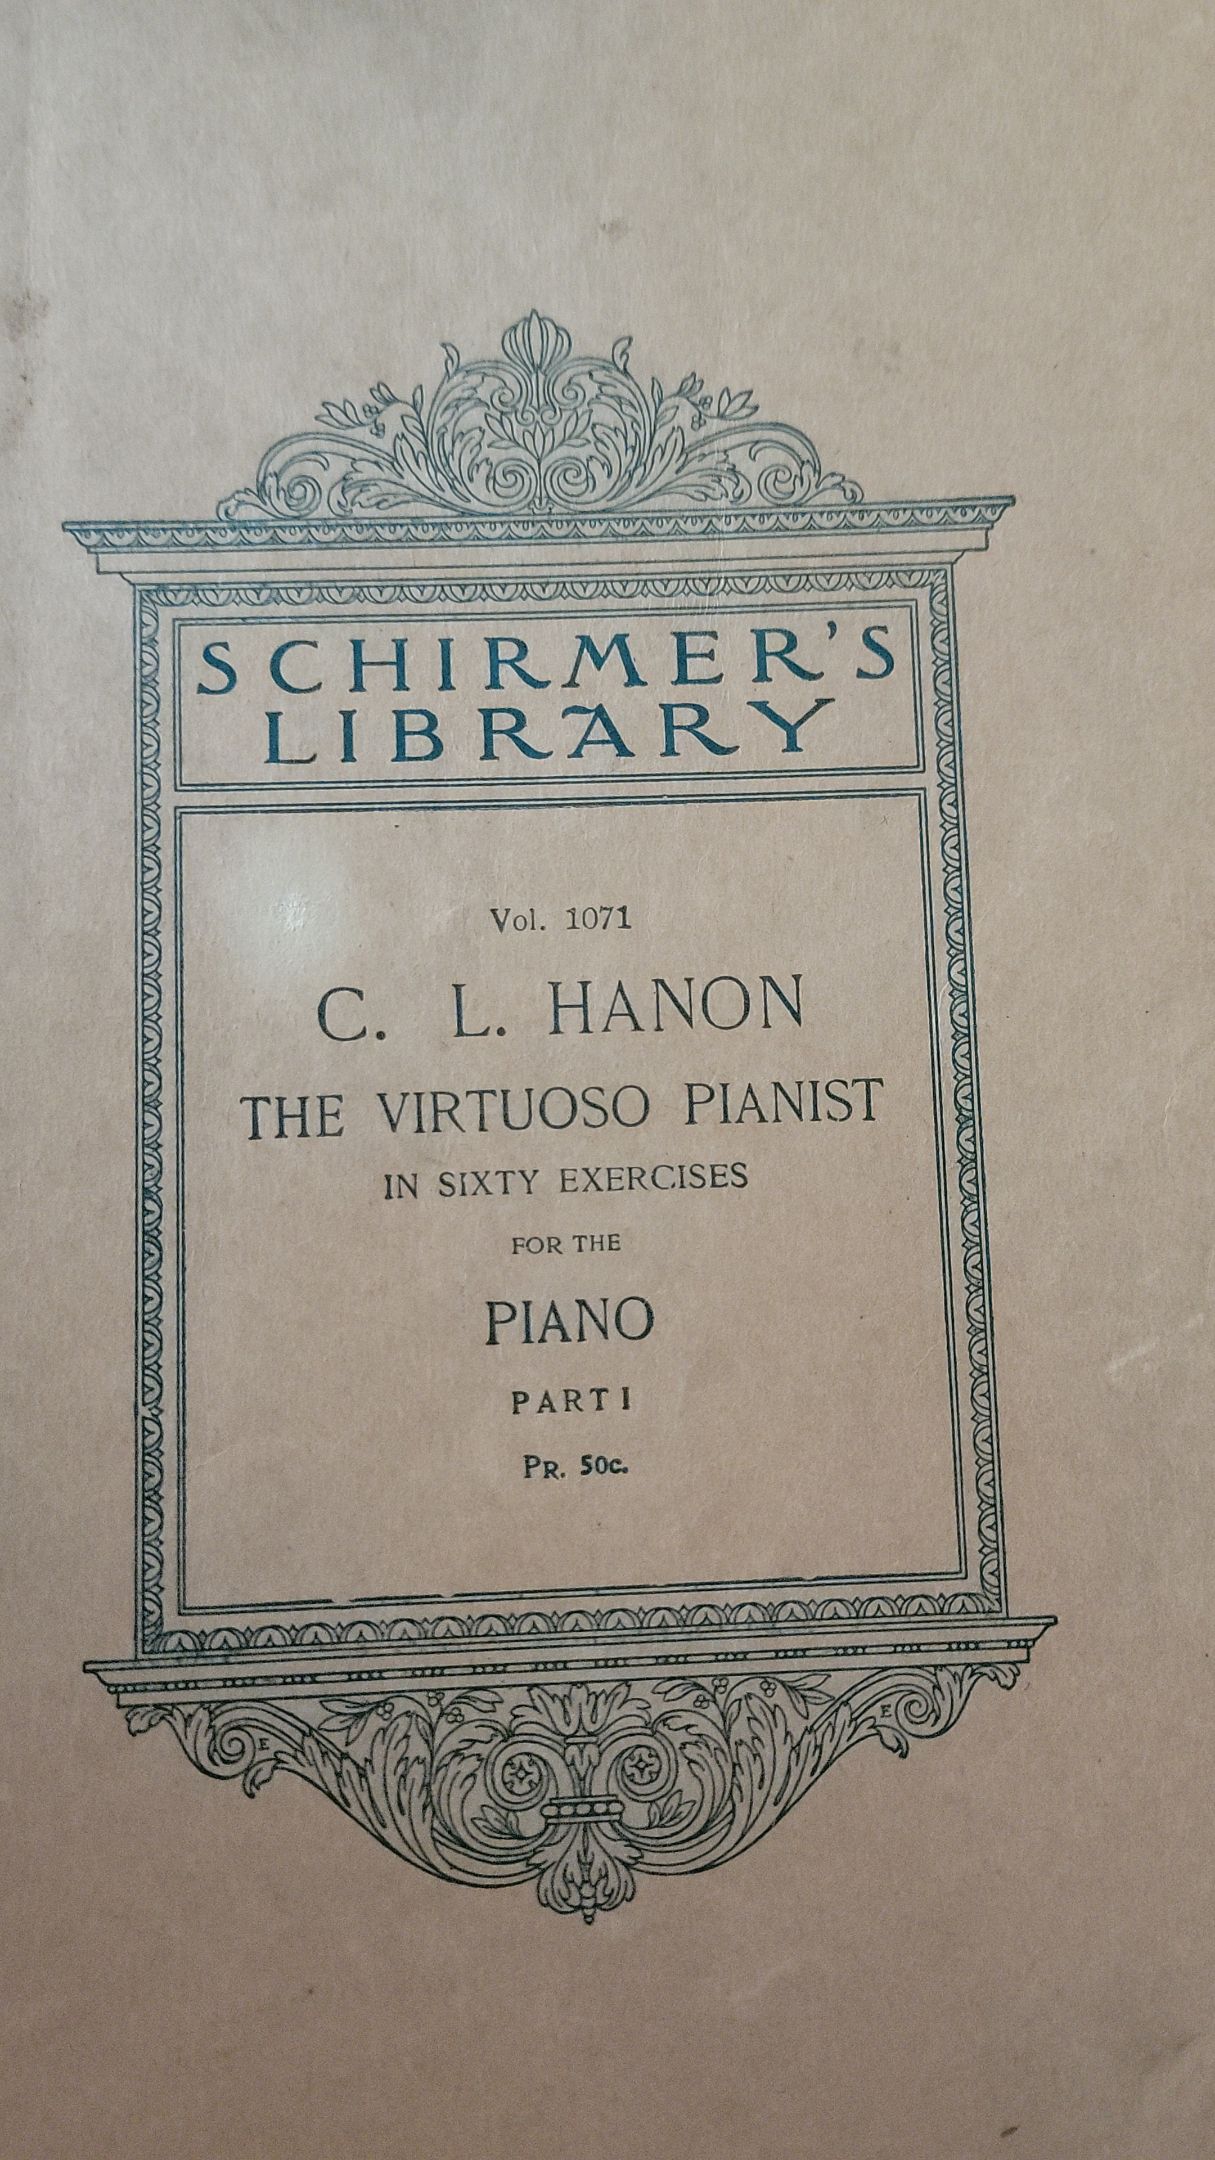 SCHIRMER'S
LIBRARY
Vol. 1071
C. L. HANON
THE VIRTUOSO PIANIST
IN SIXTY EXERCISES
FOR THE
PIANO
PART I
PR. 50c.
E E